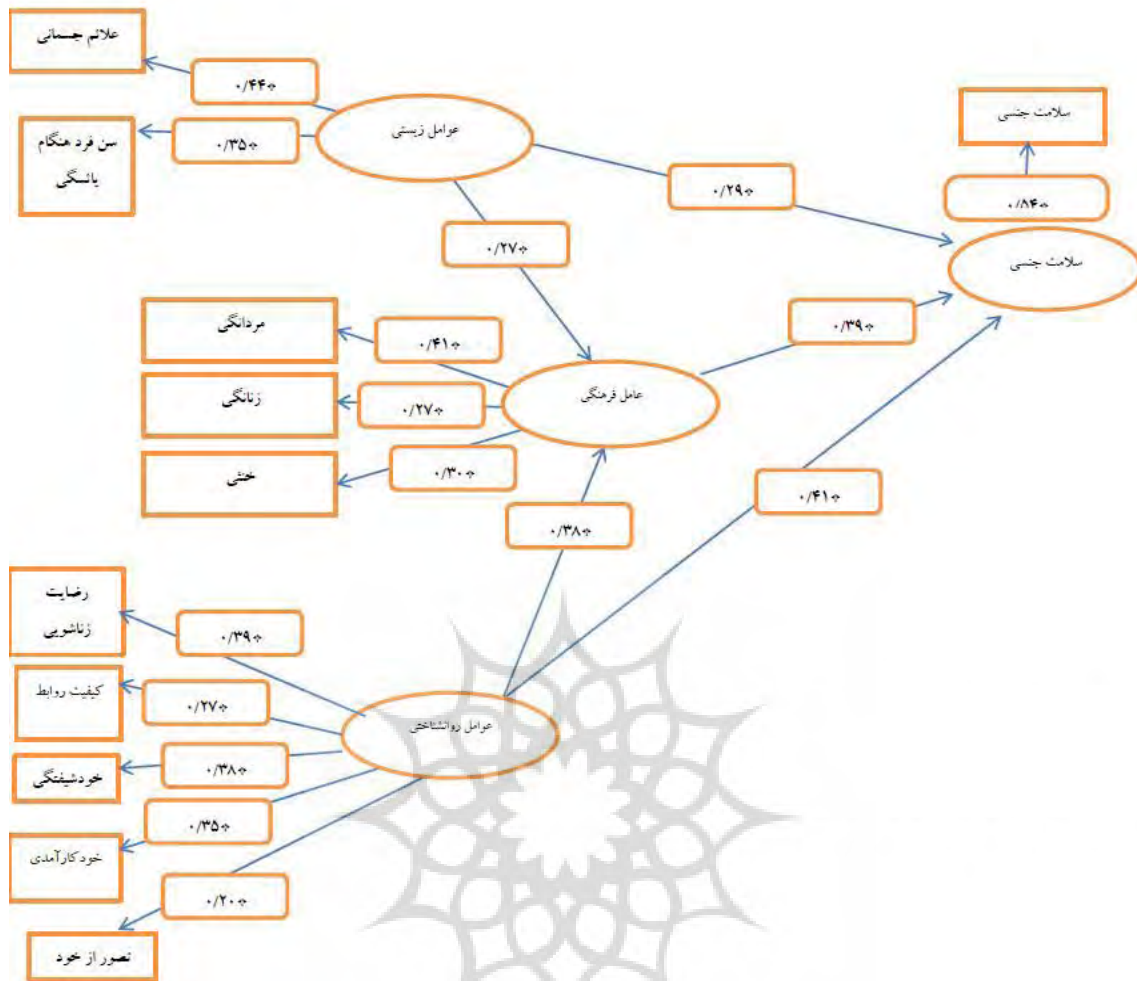 علائم جسمانی
۰/۴۴*
سن فرد هنگام
یائسگی
۰/۳۵*
عوامل زیستی
سلامت جنسی
۰/۸۴*
سلامت جنسی
۰/۲۹*
۰/۲۷*
مردانگی
۰/۴۱*
زنانگی
۰/۲۷*
خنثی
۰/۳۰*
عامل فرهنگی
۰/۳۹*
۰/۳۸*
۰/۴۱*
رضایت
زناشویی
۰/۳۹*
کیفیت روابط
۰/۲۷*
خودشیفتگی
۰/۳۸*
خودکارآمدی
۰/۳۵*
تصور از خود
۰/۲۰*
عوامل روانشناختی